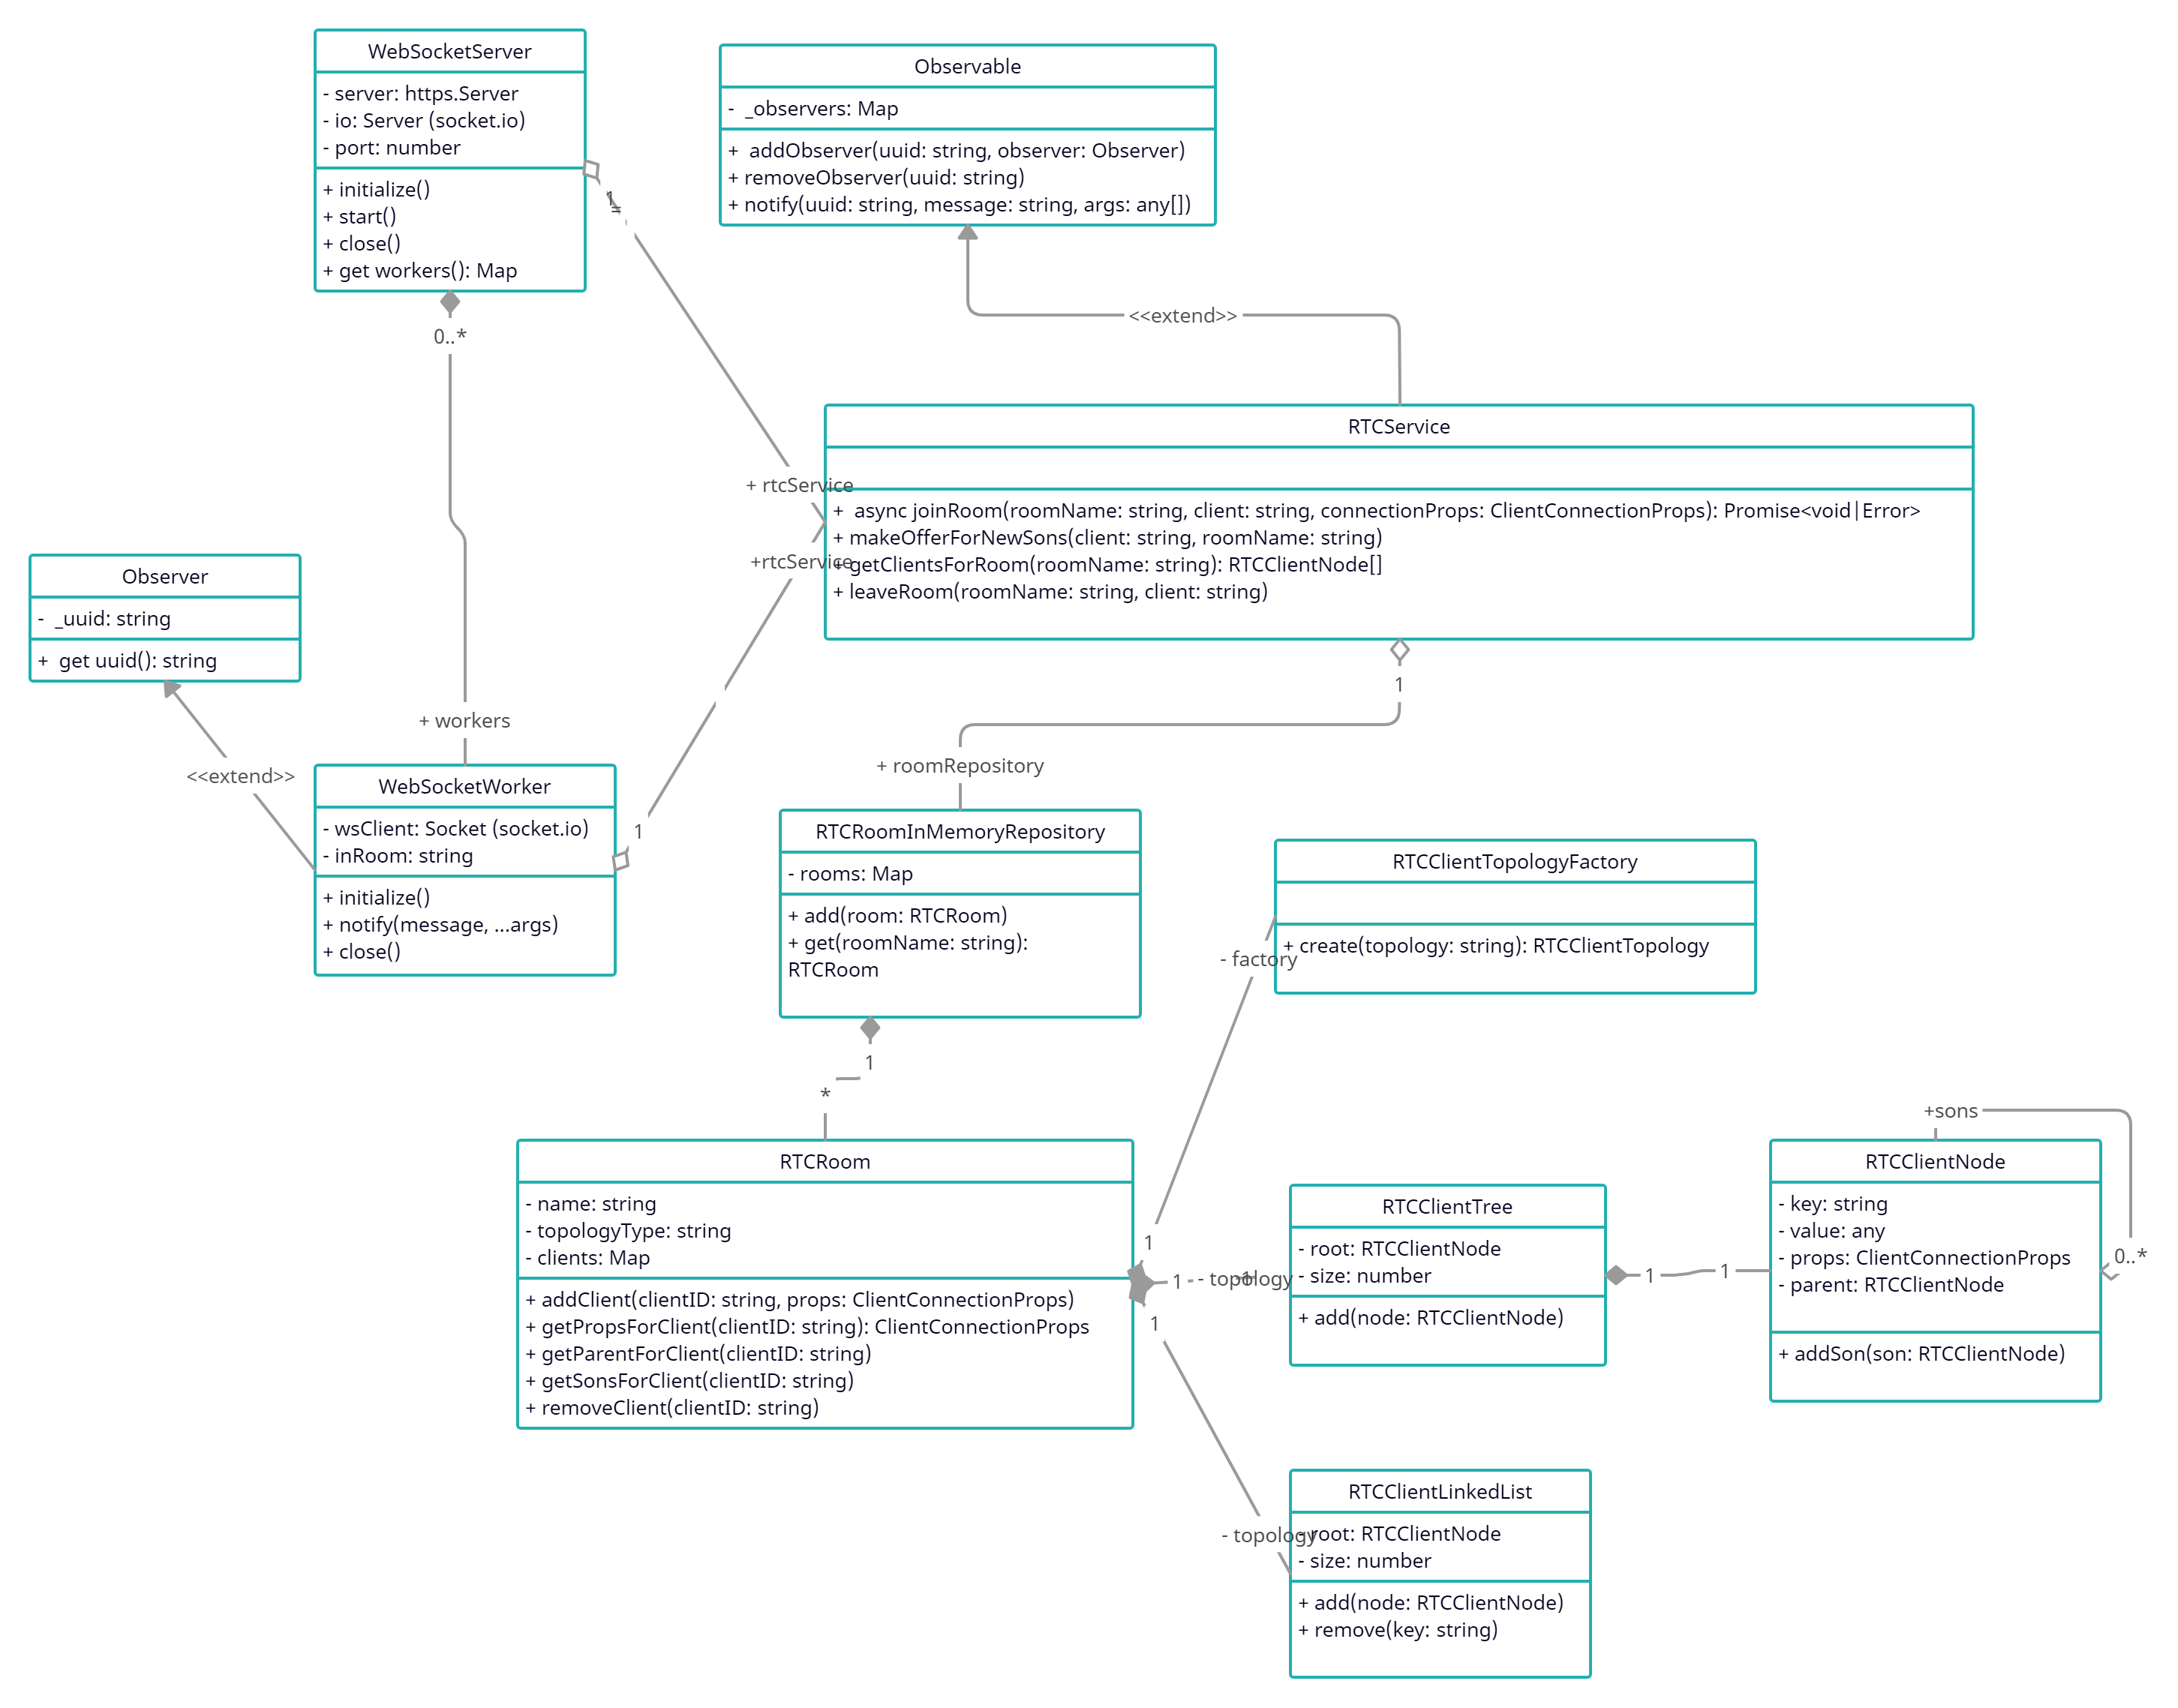 WebSocketServer
- server: https.Server
- io: Server (socket.io)
- port: number
+ initialize()
+ start()
+ close()
+ get workers(): Map
Observable
- _observers: Map
+ addObserver(uuid: string, observer: Observer)
+ removeObserver(uuid: string)
+ notify(uuid: string, message: string, args: any[])
1
0..*
<<extend>>
RTCService
+ async joinRoom(roomName: string, client: string, connectionProps: ClientConnectionProps): Promise<void|Error>
+ makeOfferForNewSons(client: string, roomName: string)
+ getClientsForRoom(roomName: string): RTCClientNode[]
+ leaveRoom(roomName: string, client: string)
+ rtcService
+rtcService
Observer
- _uuid: string
+ get uuid(): string
<<extend>>
+ workers
WebSocketWorker
- wsClient: Socket (socket.io)
- inRoom: string
+ initialize()
+ notify(message, ...args)
+ close()
1
1
+ roomRepository
RTCRoomInMemoryRepository
- rooms: Map
+ add(room: RTCRoom)
+ get(roomName: string):
RTCRoom
RTCClientTopologyFactory
+ create(topology: string): RTCClientTopology
- factory
1
*
RTCRoom
- name: string
- topologyType: string
- clients: Map
+ addClient(clientID: string, props: ClientConnectionProps)
+ getPropsForClient(clientID: string): ClientConnectionProps
+ getParentForClient(clientID: string)
+ getSonsForClient(clientID: string)
+ removeClient(clientID: string)
1
1
- topology
1
RTCClientTree
- root: RTCClientNode
- size: number
+ add(node: RTCClientNode)
1
1
+sons
RTCClientNode
- key: string
- value: any
- props: ClientConnectionProps
- parent: RTCClientNode
+ addSon(son: RTCClientNode)
0..*
- topology
RTCClientLinkedList
- root: RTCClientNode
- size: number
+ add(node: RTCClientNode)
+ remove(key: string)